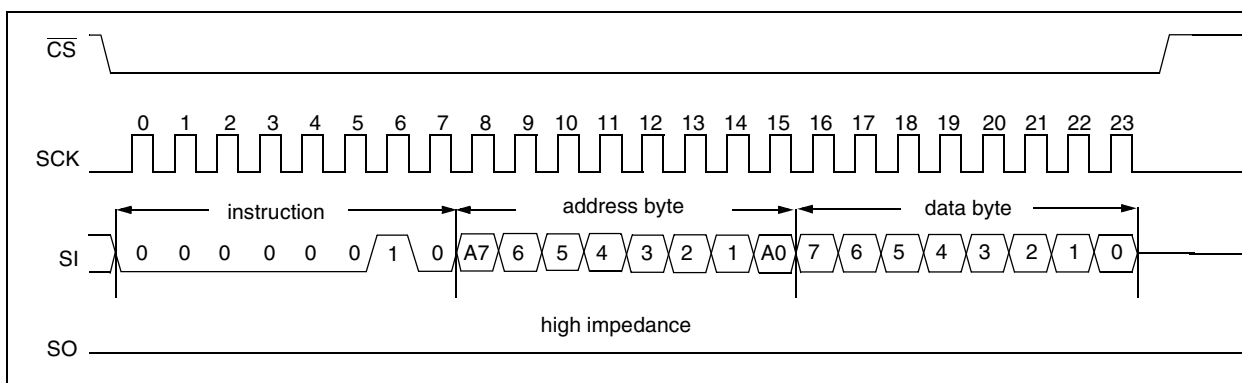 CS
0 1 2 3 4 5 6 7 8 9 10 11 12 13 14 15 16 17 18 19 20 21 22 23
SCK
instruction address byte data byte
SI 0 0 0 0 0 0 1 0 A7 6 5 4 3 2 1 A0 7 6 5 4 3 2 1 0
high impedance
SO